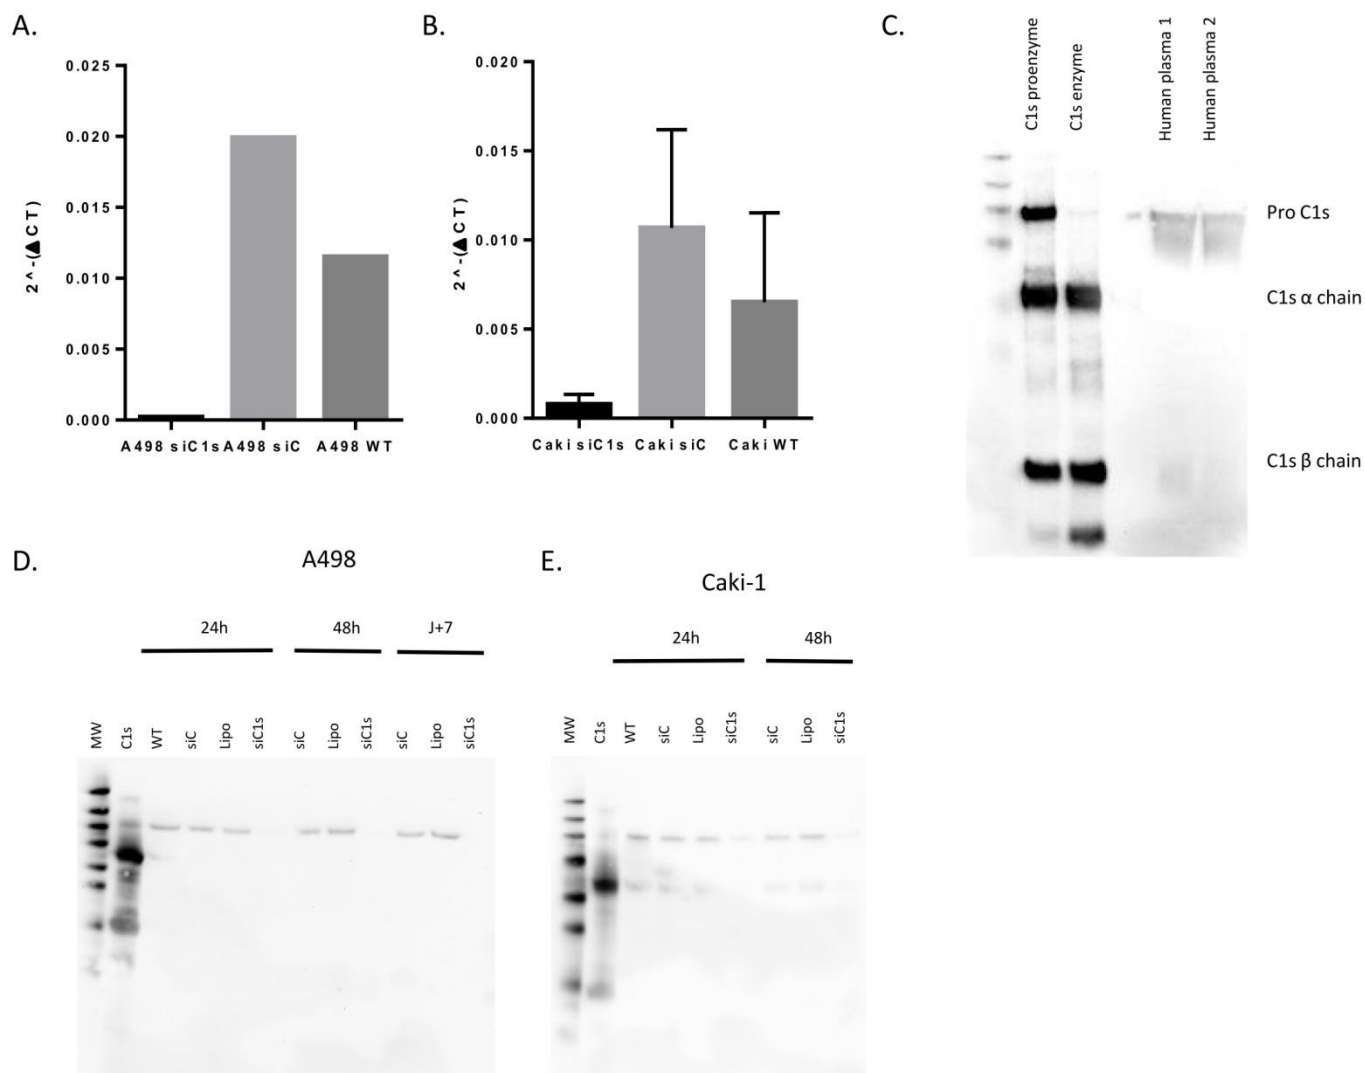 A.
0.025
0.020
0.015
0.010
0.005
0.000
2^-(▲CT)
A498 siC1s A498 siC A498 WT
B.
0.020
0.015
0.010
0.005
0.000
2^-(▲CT)
Caki siC1s Caki siC Caki WT
C.
C1s proenzyme
C1s enzyme
Human plasma 1
Human plasma 2
Pro C1s
C1s α chain
C1s β chain
D.
A498
24h 48h J+7
MW
C1s
WT
siC
Lipo
siC1s
siC
Lipo
siC1s
siC
Lipo
siC1s
E.
Caki-1
24h 48h
MW
C1s
WT
siC
Lipo
siC1s
siC
Lipo
siC1s